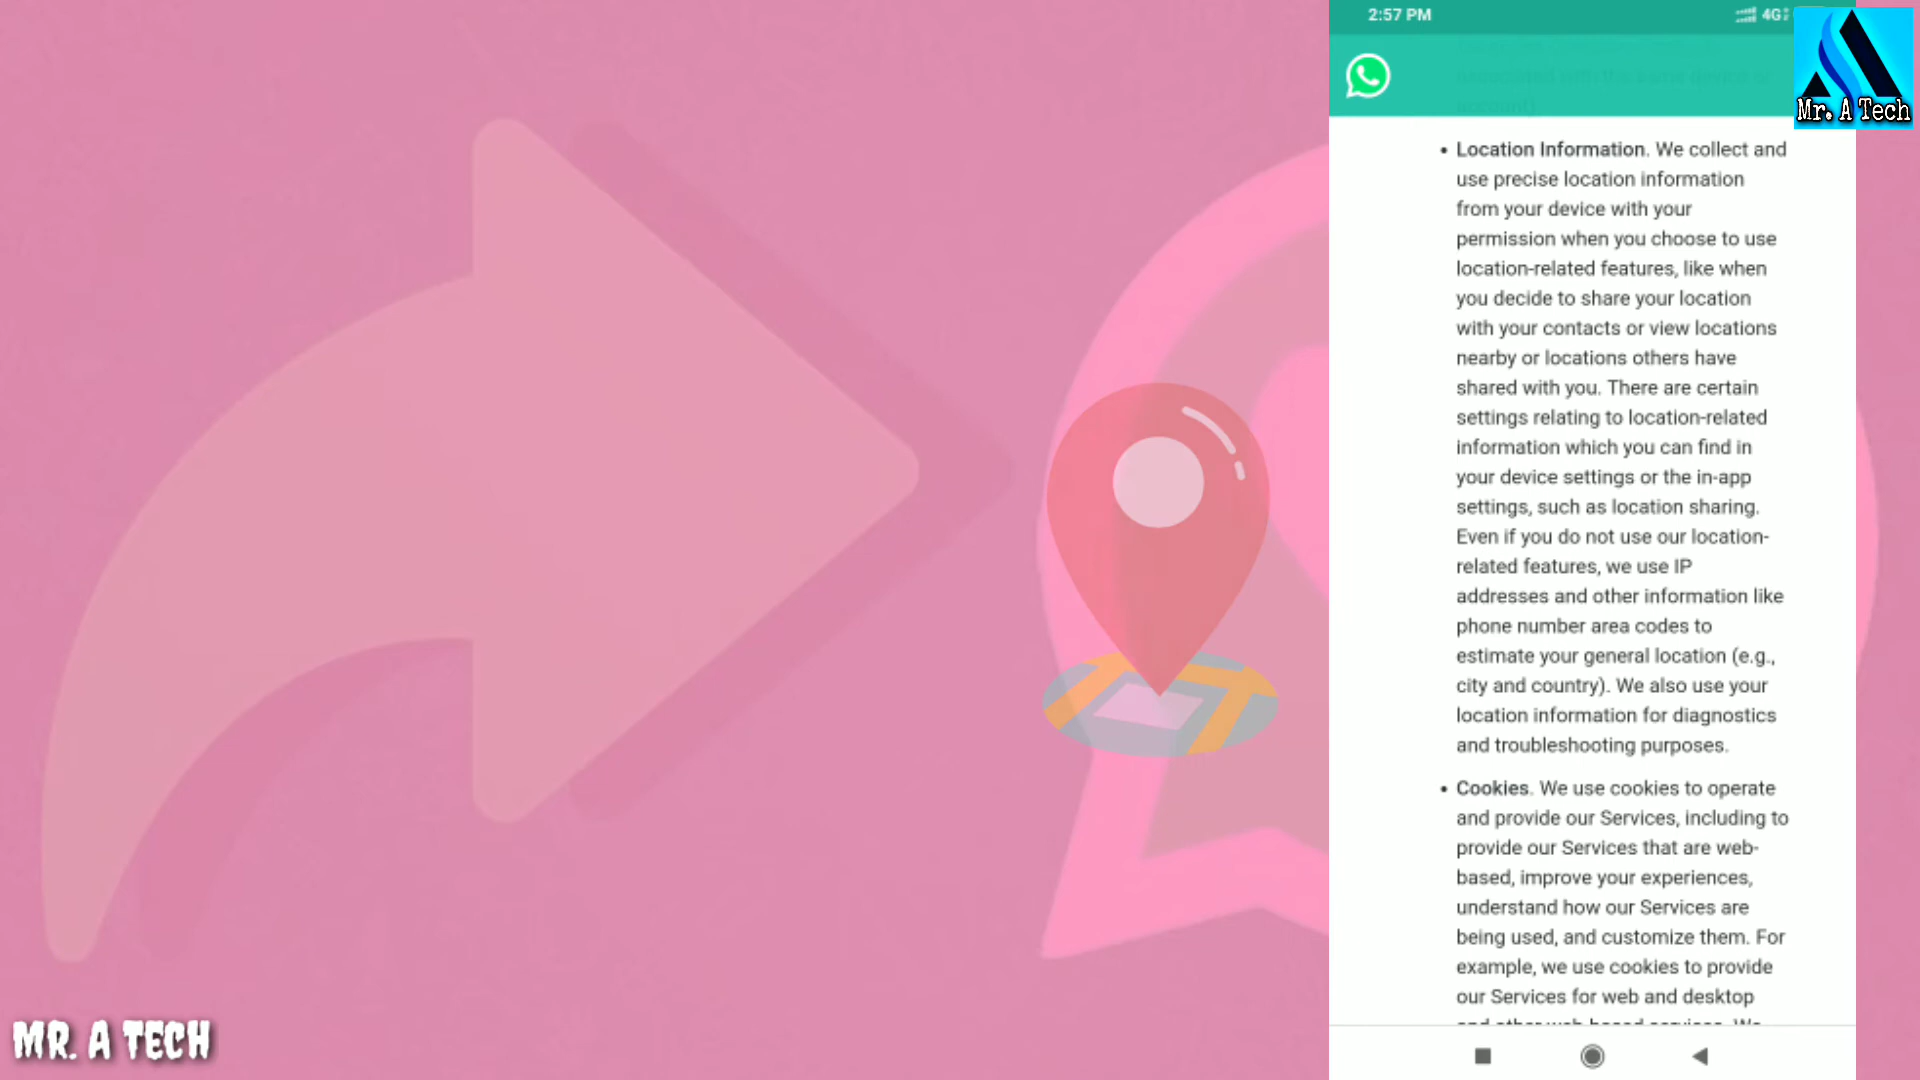 2:57 PM
4G
Mr. A Tech
account)
• Location Information. We collect and
use precise location information
from your device with your
permission when you choose to use
location-related features, like when
you decide to share your location
with your contacts or view locations
nearby or locations others have
shared with you. There are certain
settings relating to location-related
information which you can find in
your device settings or the in-app
settings, such as location sharing.
Even if you do not use our location-
related features, we use IP
addresses and other information like
phone number area codes to
estimate your general location (e.g.,
city and country). We also use your
location information for diagnostics
and troubleshooting purposes.
• Cookies. We use cookies to operate
and provide our Services, including to
provide our Services that are web-
based, improve your experiences,
understand how our Services are
being used, and customize them. For
example, we use cookies to provide
our Services for web and desktop
MR. A TECH